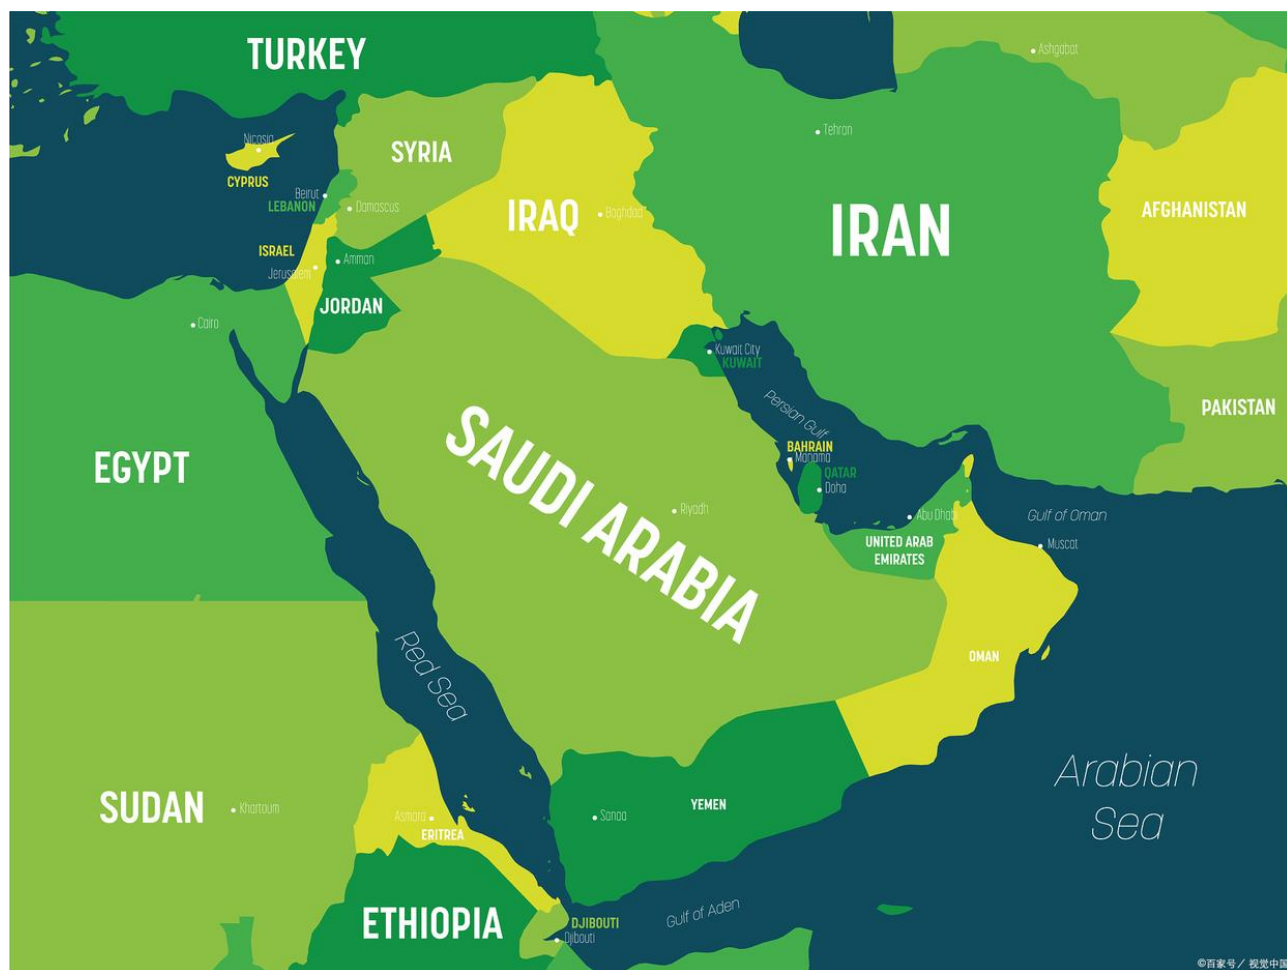 TURKEY
Ashgabat
Tehran
Nicosia
SYRIA
CYPRUS
Beirut
LEBANON
Damascus
IRAQ
Baghdad
IRAN
AFGHANISTAN
ISRAEL
Amman
Jerusalem
JORDAN
Cairo
Kuwait City
KUWAIT
Persian Gulf
PAKISTAN
SAUDI ARABIA
BAHRAIN
Manama
EGYPT
QATAR
Doha
Riyadh
Abu Dhabi
Gulf of Oman
UNITED ARAB
EMIRATES
Muscat
OMAN
Red Sea
Arabian
Sea
SUDAN
Khartoum
Asmara
ERITREA
Sanaa
YEMEN
ETHIOPIA
DJIBOUTI
Djibouti
Gulf of Aden
©百家号/ 视觉中国